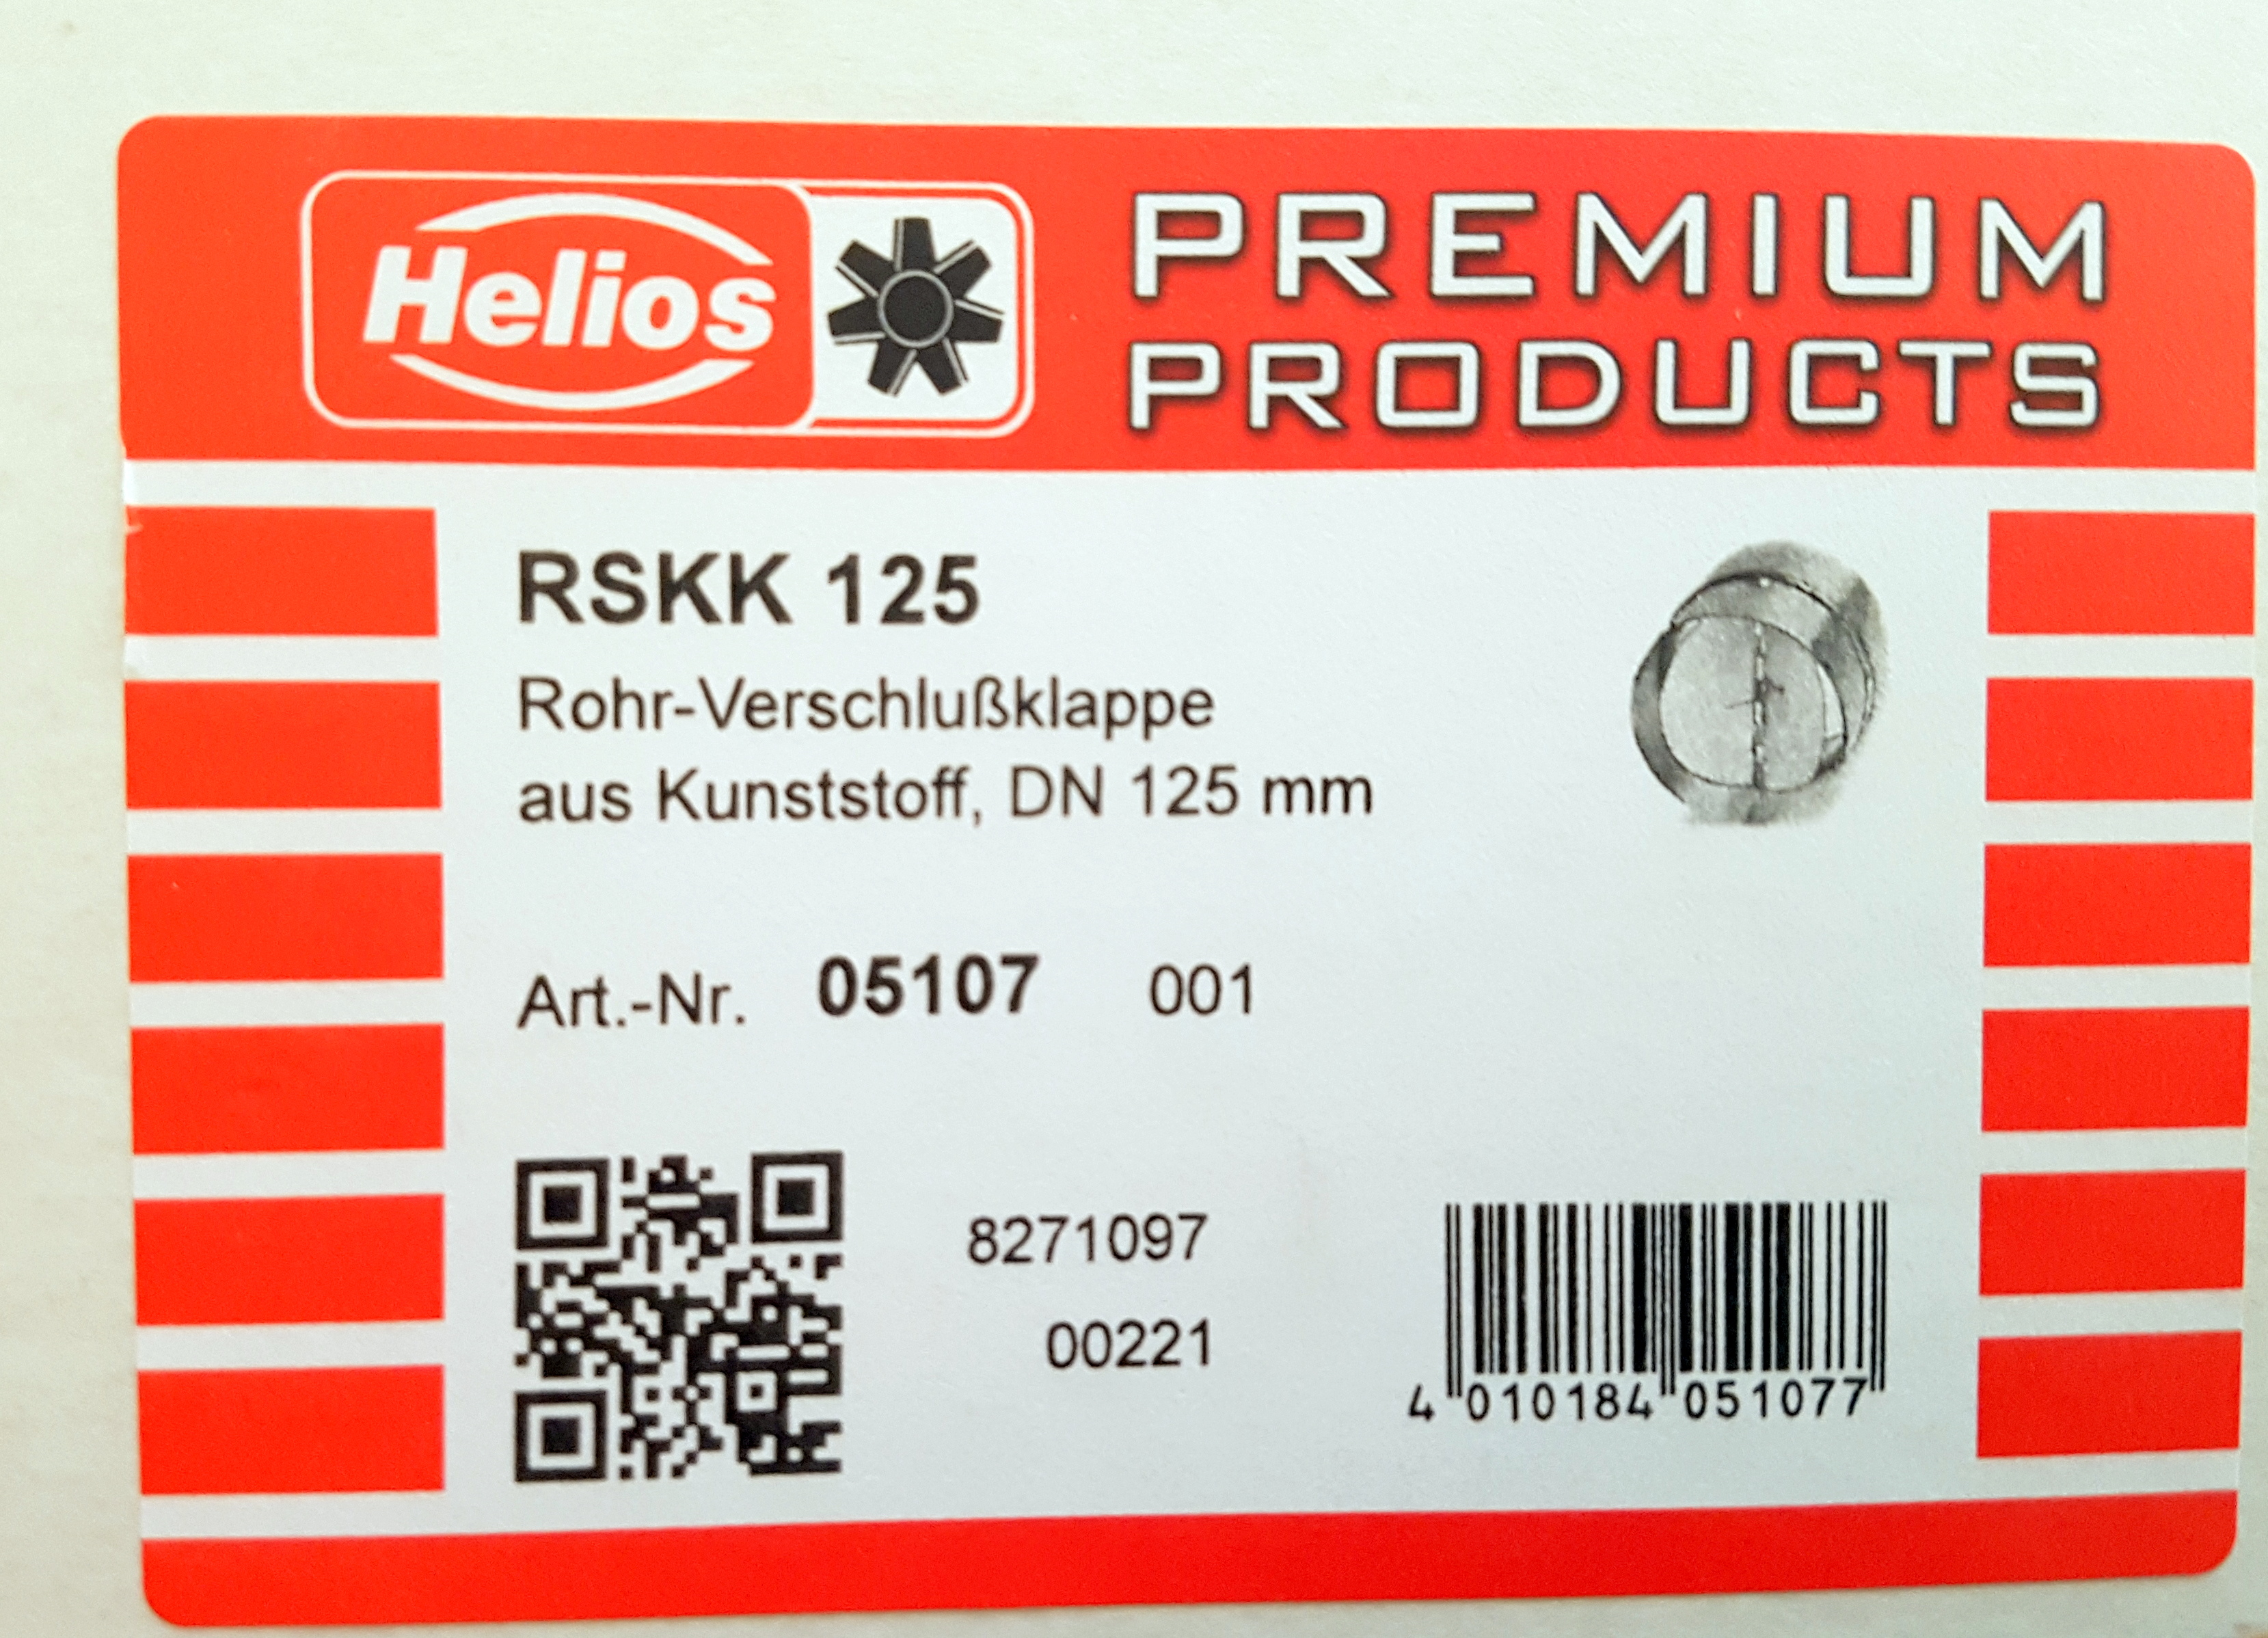 Helios
PREMIUM
PRODUCTS
RSKK 125
Rohr-Verschlußklappe
aus Kunststoff, DN 125 mm
Art.-Nr. 05107 001
8271097
00221
4 010184 051077